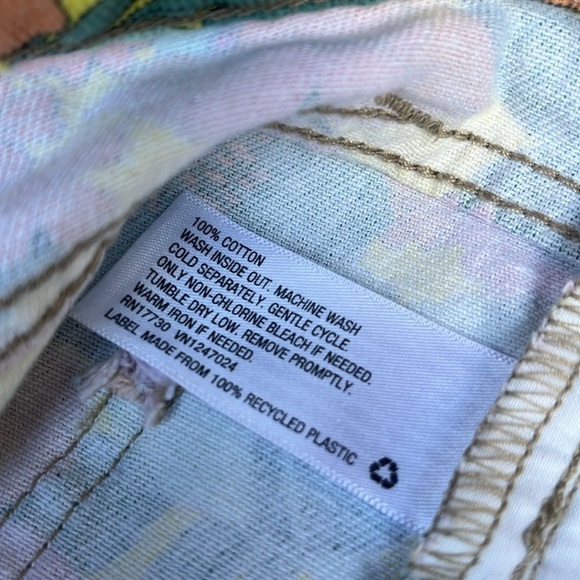 100% COTTON
WASH INSIDE OUT. MACHINE WASH
COLD SEPARATELY. GENTLE CYCLE.
ONLY NON-CHLORINE BLEACH IF NEEDED.
TUMBLE DRY LOW. REMOVE PROMPTLY.
WARM IRON IF NEEDED.
RN17730 VN1247024
LABEL MADE FROM 100% RECYCLED PLASTIC